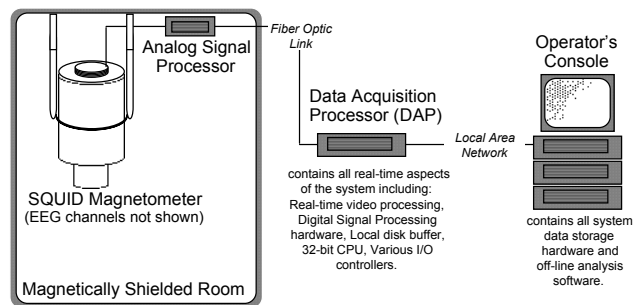 Analog Signal
Processor
SQUID Magnetometer
(EEG channels not shown)
Magnetically Shielded Room
Fiber Optic
Link
Data Acquisition
Processor (DAP)
contains all real-time aspects
of the system including:
Real-time video processing,
Digital Signal Processing
hardware, Local disk buffer,
32-bit CPU, Various I/O
controllers.
Local Area
Network
Operator's
Console
contains all system
data storage
hardware and
off-line analysis
software.